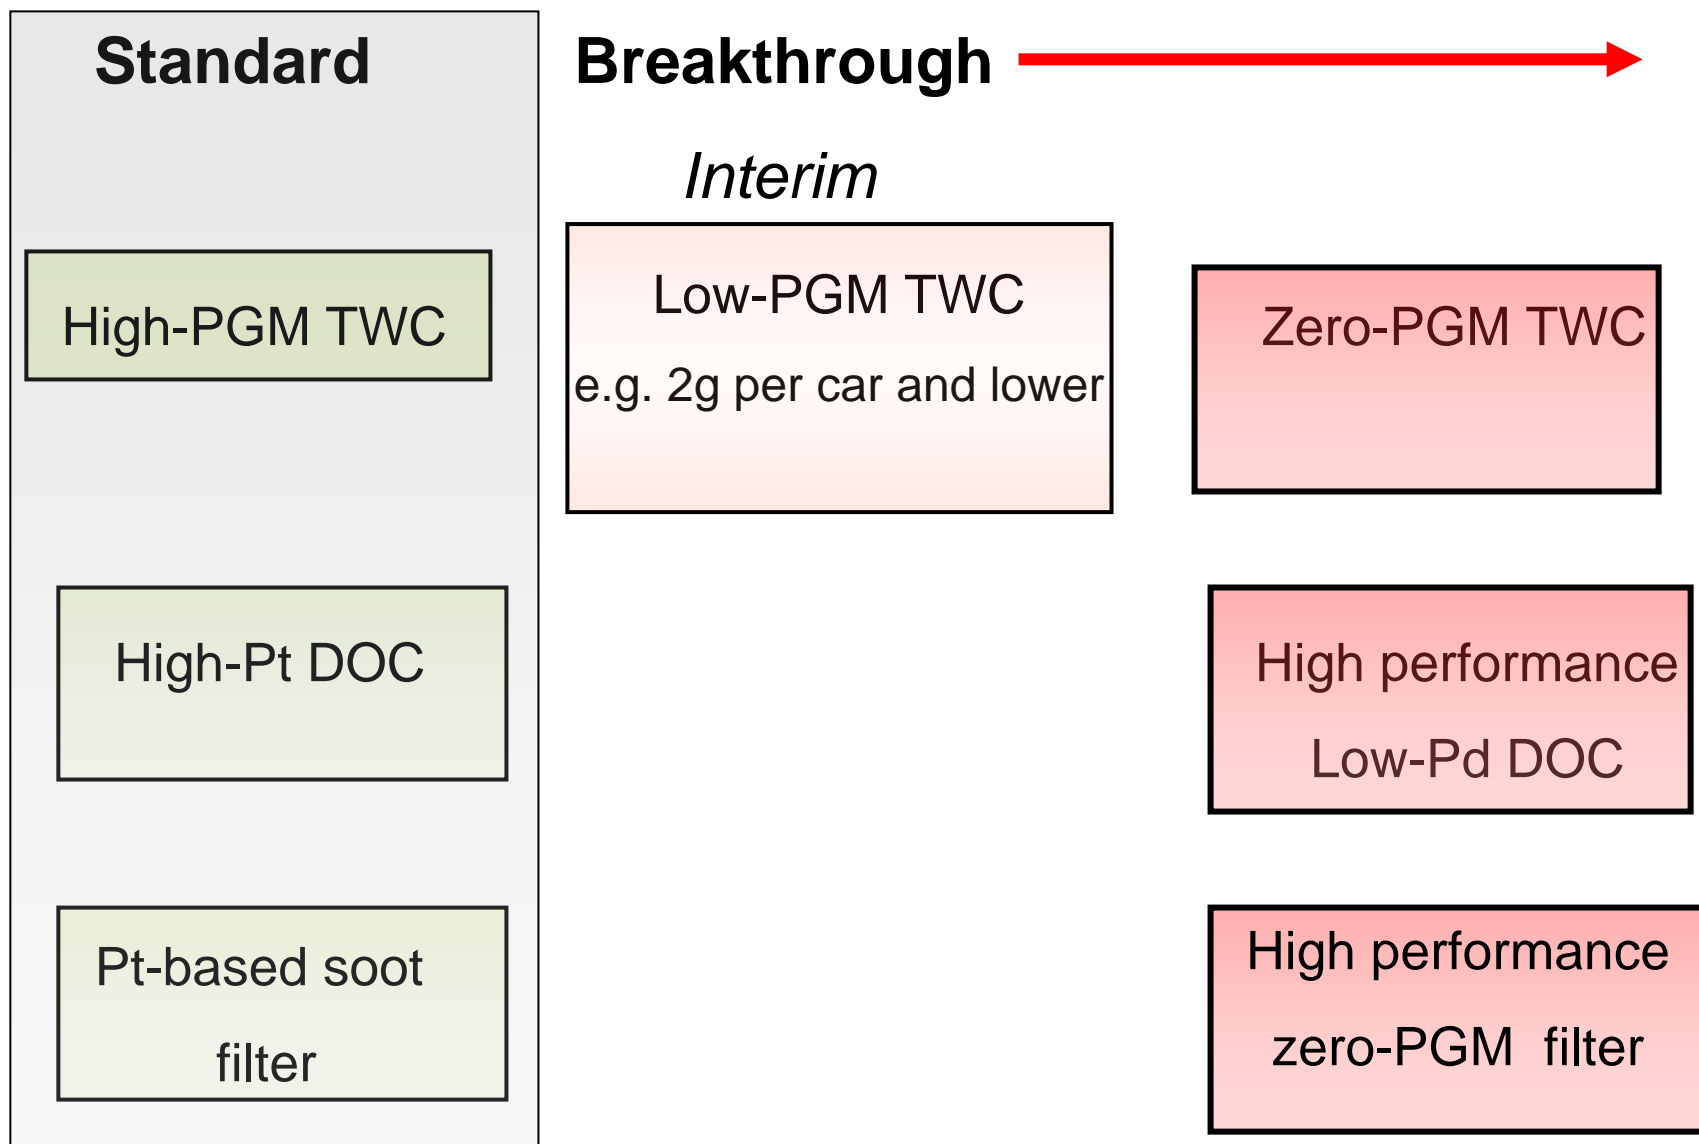 Standard
Breakthrough
Interim
High-PGM TWC
Low-PGM TWC
e.g. 2g per car and lower
Zero-PGM TWC
High-Pt DOC
High performance
Low-Pd DOC
Pt-based soot
filter
High performance
zero-PGM filter